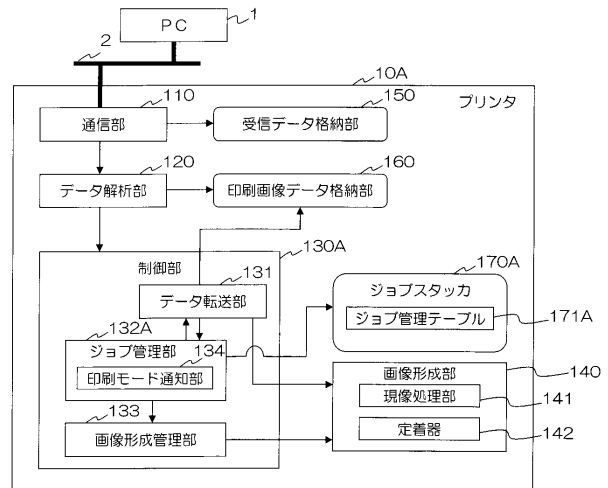 PC
1
2
10A
プリンタ
110
通信部
150
受信データ格納部
120
データ解析部
160
印刷画像データ格納部
130A
制御部
131
データ転送部
170A
ジョブスタッカ
ジョブ管理テーブル
171A
132A
ジョブ管理部
134
印刷モード通知部
画像形成部
140
現像処理部
141
133
画像形成管理部
定着器
142